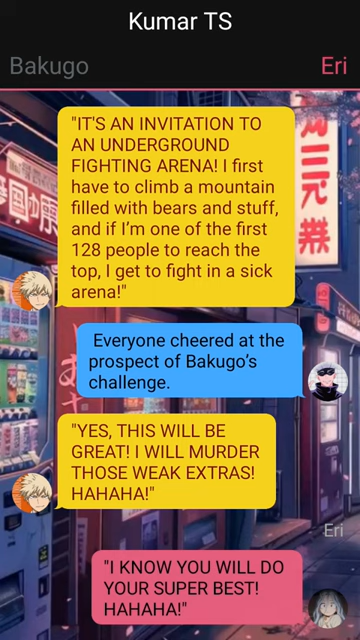 Kumar TS
Bakugo
Eri
"IT'S AN INVITATION TO
AN UNDERGROUND
FIGHTING ARENA! I first
have to climb a mountain
filled with bears and stuff,
and if I’m one of the first
128 people to reach the
top, I get to fight in a sick
arena!"
Everyone cheered at the
prospect of Bakugo’s
challenge.
"YES, THIS WILL BE
GREAT! I WILL MURDER
THOSE WEAK EXTRAS!
HAHAHA!"
Eri
"I KNOW YOU WILL DO
YOUR SUPER BEST!
HAHAHA!"